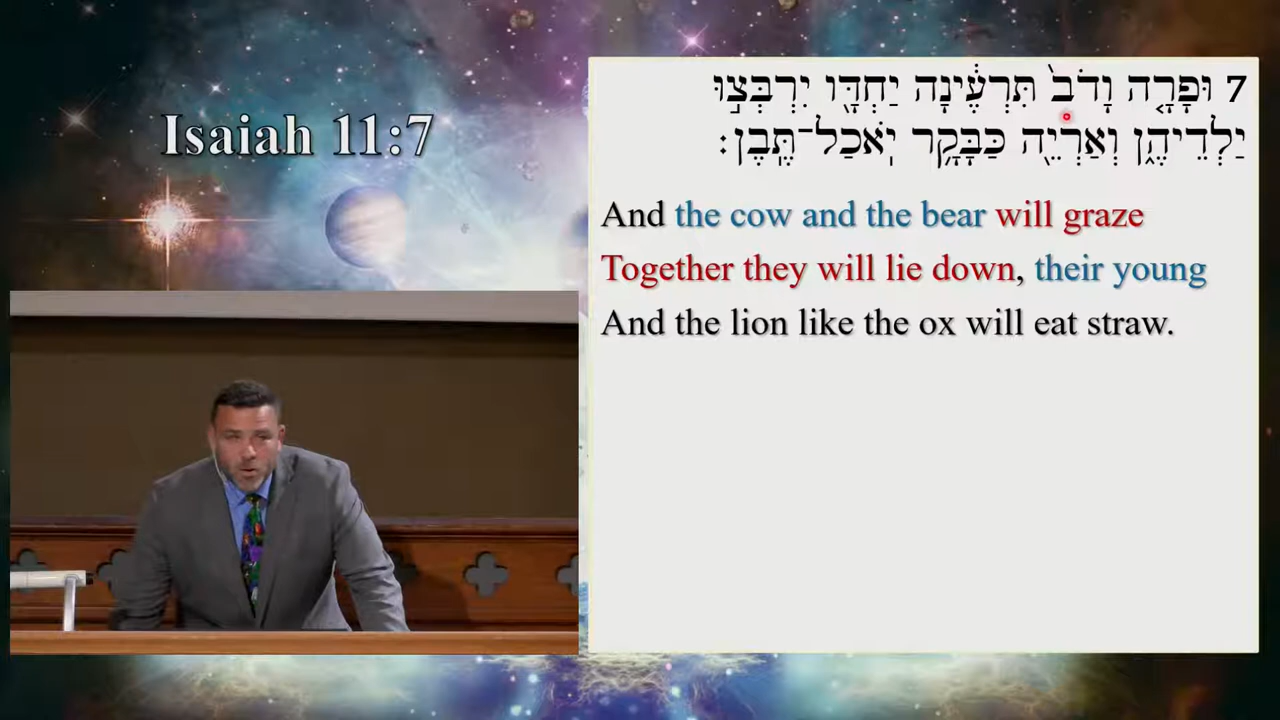 Isaiah 11:7
7 וּפָרָ֤ה וָדֹב֙ תִּרְעֶ֔ינָה יַחְדָּ֖ו יִרְבְּצ֣וּ
יַלְדֵיהֶ֑ן וְאַרְיֵ֖ה כַּבָּקָ֥ר יֹֽאכַל־תֶּֽבֶן׃
And the cow and the bear will graze
Together they will lie down, their young
And the lion like the ox will eat straw.